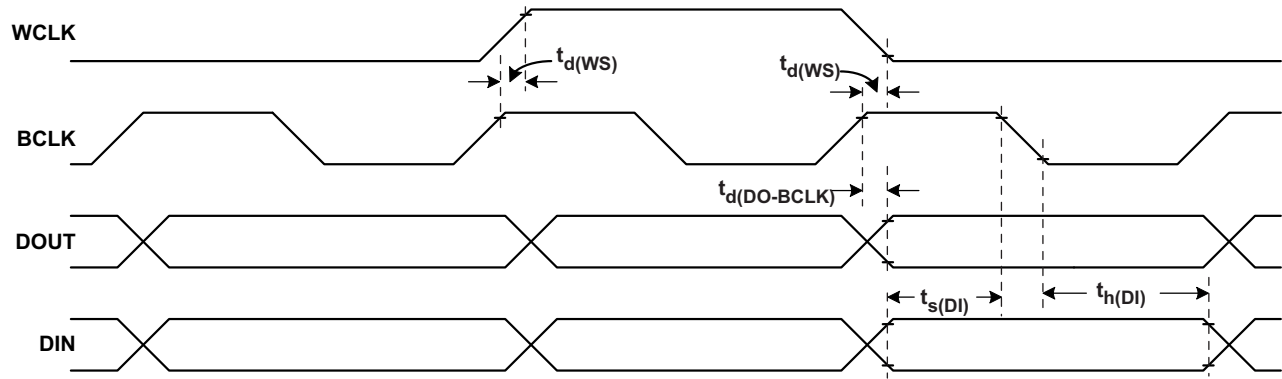 WCLK
td(WS)
td(WS)
BCLK
td(DO-BCLK)
DOUT
ts(DI)
th(DI)
DIN